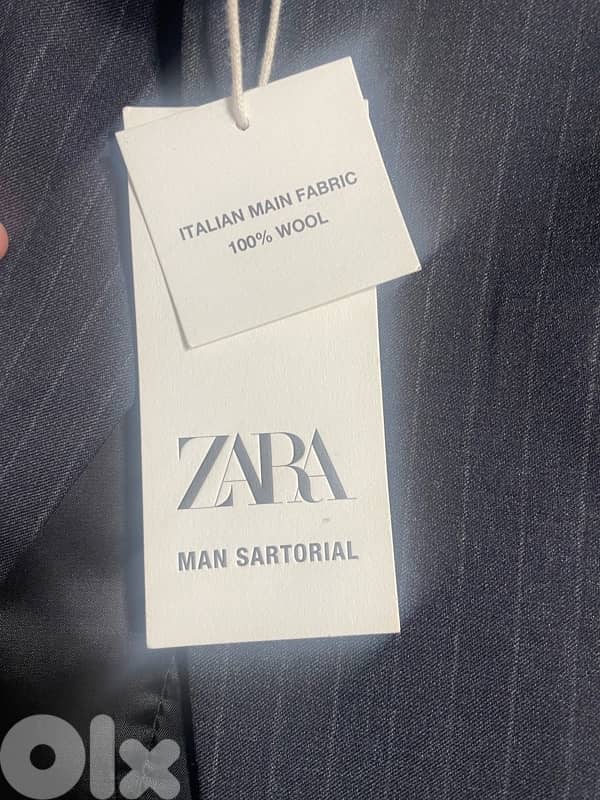 ITALIAN MAIN FABRIC
100% WOOL
ZARA
MAN SARTORIAL
olx